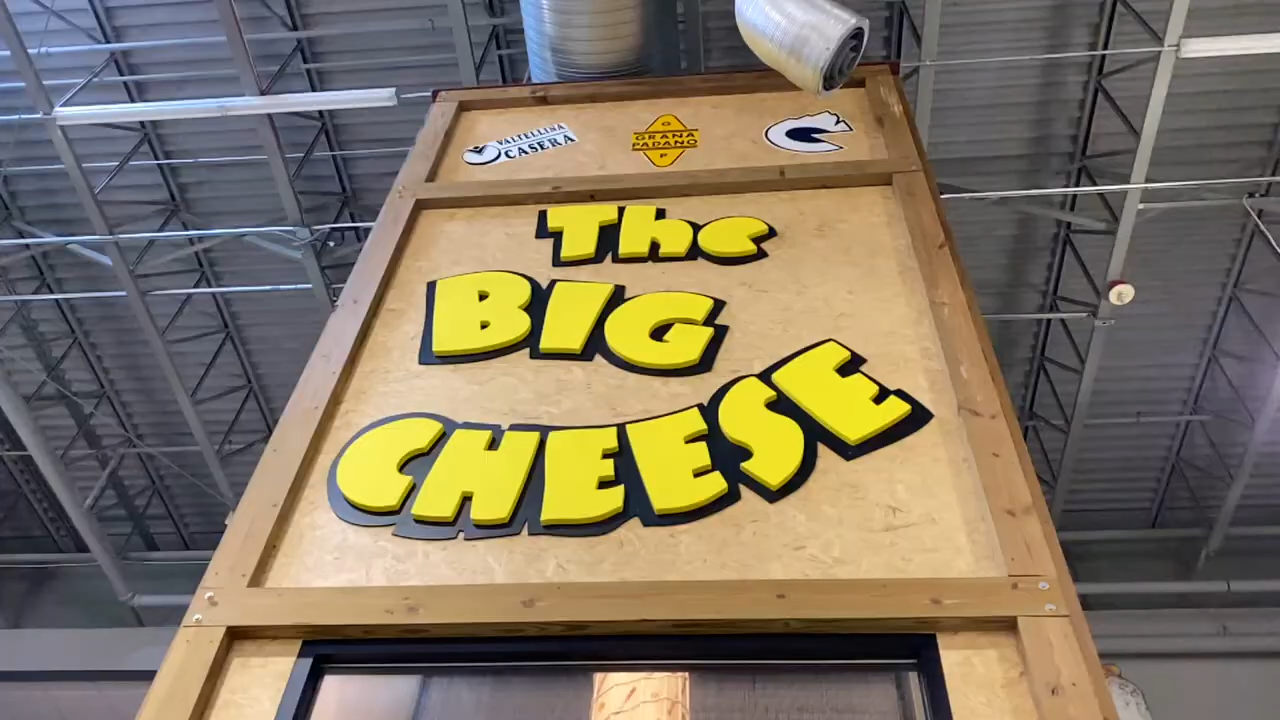 VALTELLINA
CASERA
GRANA
PADANO
The
BIG
CHEESE